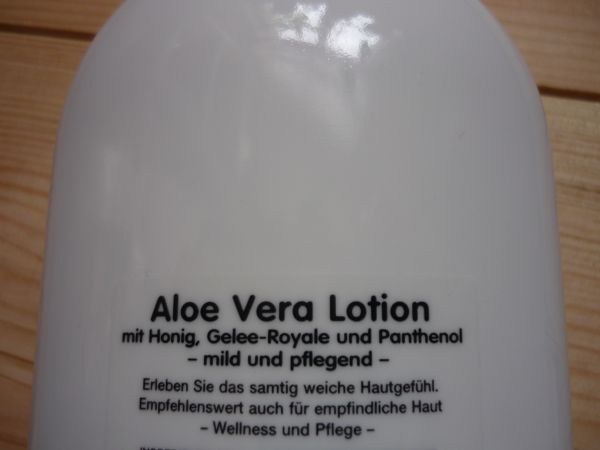 Aloe Vera Lotion
mit Honig, Gelee-Royale und Panthenol
– mild und pflegend –
Erleben Sie das samtig weiche Hautgefühl.
Empfehlenswert auch für empfindliche Haut
– Wellness und Pflege –